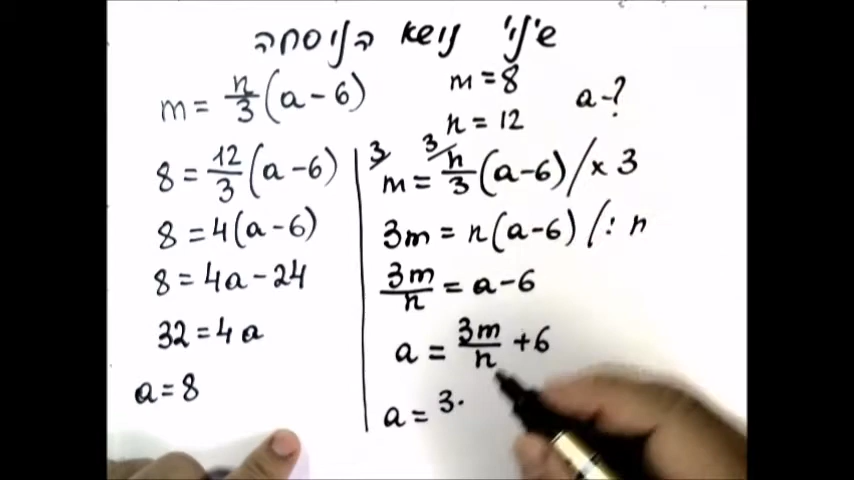 שינוי נושא הנוסחה
m = n/3 (a - 6)
m = 8
n = 12
a - ?
8 = 12/3 (a - 6)
8 = 4(a - 6)
8 = 4a - 24
32 = 4a
a = 8
3/ 3/
m = n/3 (a - 6) / x 3
3m = n(a - 6) / : n
3m/n = a - 6
a = 3m/n + 6
a = 3·